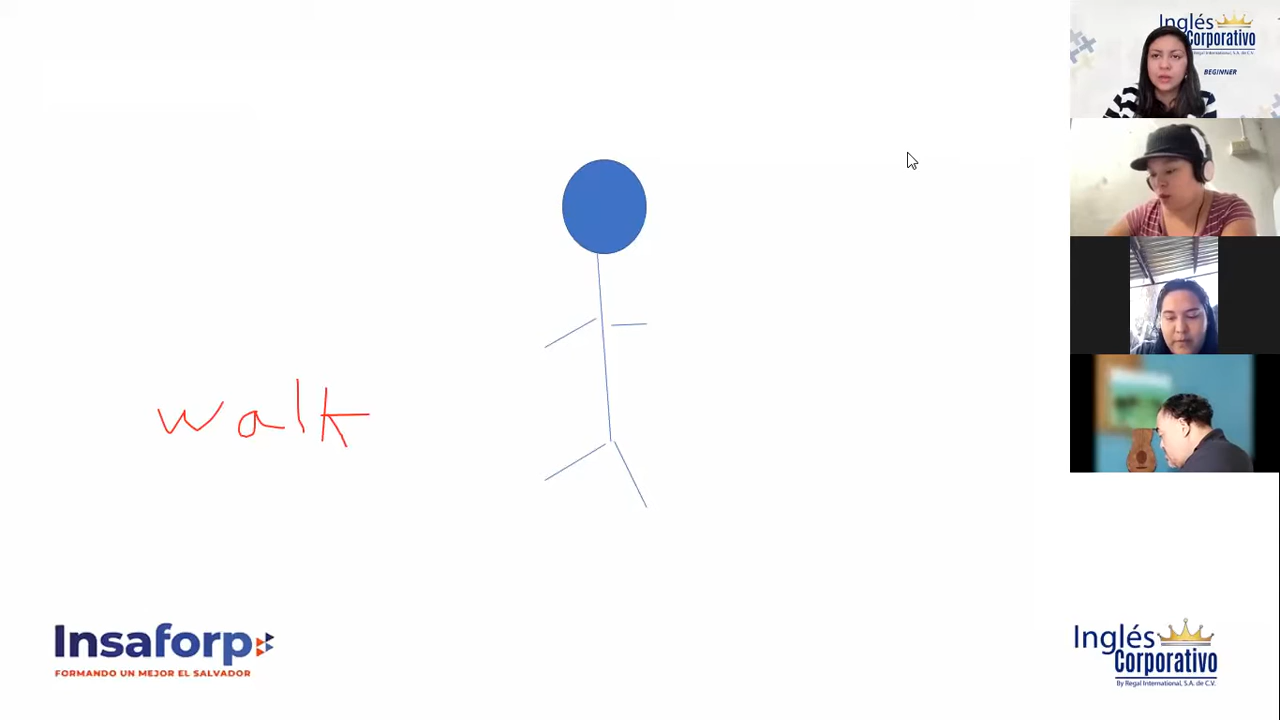 Inglés
Corporativo
By Regal International, S.A. de C.V.
BEGINNER
walk
Insaforp
FORMANDO UN MEJOR EL SALVADOR
Inglés
Corporativo
By Regal International, S.A. de C.V.